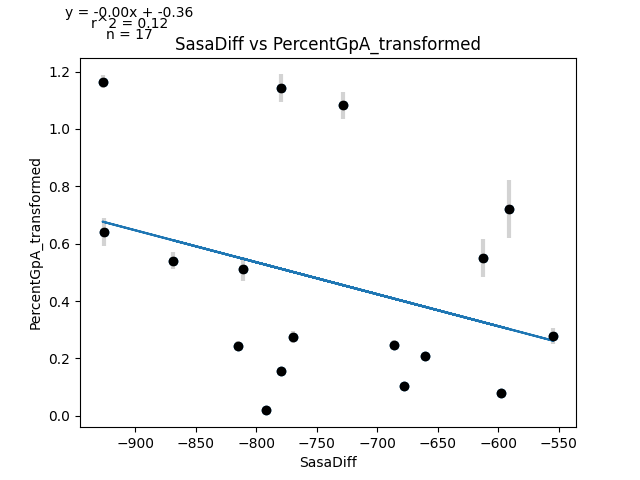 y = -0.00x + -0.36
r^2 = 0.12
n = 17
SasaDiff vs PercentGpA_transformed
PercentGpA_transformed
1.2
1.0
0.8
0.6
0.4
0.2
0.0
−900 −850 −800 −750 −700 −650 −600 −550
SasaDiff